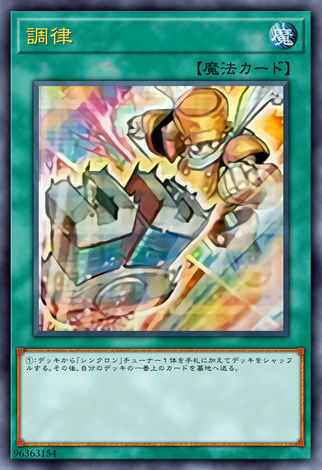 調律
魔
【魔法カード】
①：デッキから「シンクロン」チューナー１体を手札に加えてデッキをシャッフ
ルする。その後、自分のデッキの一番上のカードを墓地へ送る。
96363154